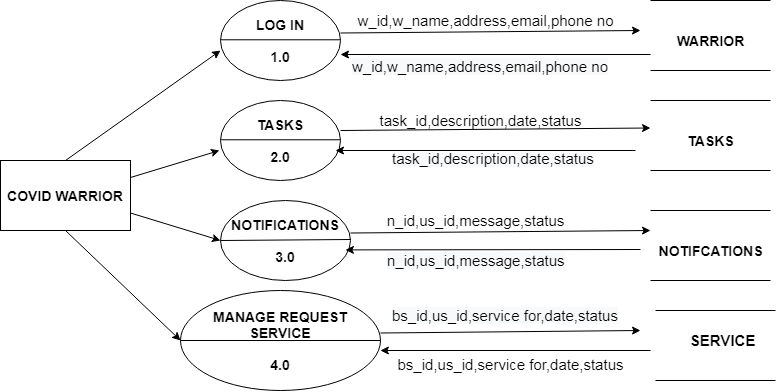 LOG IN
1.0
w_id,w_name,address,email,phone no
w_id,w_name,address,email,phone no
WARRIOR
TASKS
2.0
task_id,description,date,status
task_id,description,date,status
TASKS
COVID WARRIOR
NOTIFICATIONS
3.0
n_id,us_id,message,status
n_id,us_id,message,status
NOTIFCATIONS
MANAGE REQUEST
SERVICE
4.0
bs_id,us_id,service for,date,status
bs_id,us_id,service for,date,status
SERVICE